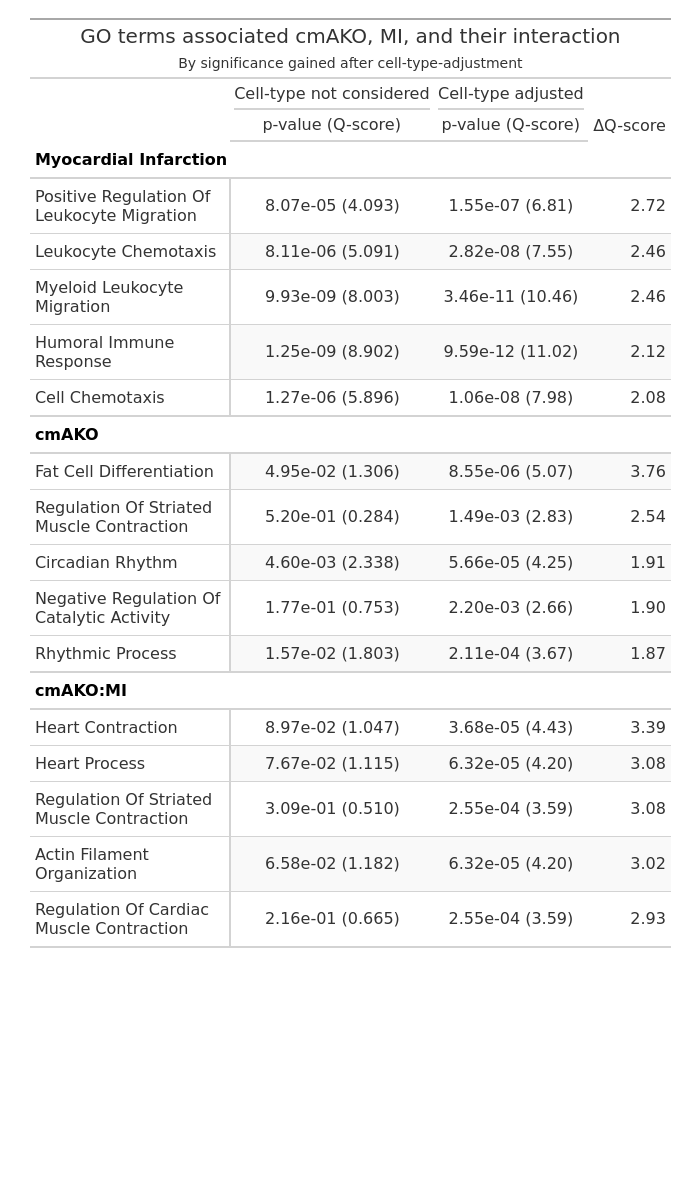 GO terms associated cmAKO, MI, and their interaction
By significance gained after cell-type-adjustment
Cell-type not considered Cell-type adjusted
p-value (Q-score) p-value (Q-score) ΔQ-score
Myocardial Infarction
Positive Regulation Of
Leukocyte Migration 8.07e-05 (4.093) 1.55e-07 (6.81) 2.72
Leukocyte Chemotaxis 8.11e-06 (5.091) 2.82e-08 (7.55) 2.46
Myeloid Leukocyte
Migration 9.93e-09 (8.003) 3.46e-11 (10.46) 2.46
Humoral Immune
Response 1.25e-09 (8.902) 9.59e-12 (11.02) 2.12
Cell Chemotaxis 1.27e-06 (5.896) 1.06e-08 (7.98) 2.08
cmAKO
Fat Cell Differentiation 4.95e-02 (1.306) 8.55e-06 (5.07) 3.76
Regulation Of Striated
Muscle Contraction 5.20e-01 (0.284) 1.49e-03 (2.83) 2.54
Circadian Rhythm 4.60e-03 (2.338) 5.66e-05 (4.25) 1.91
Negative Regulation Of
Catalytic Activity 1.77e-01 (0.753) 2.20e-03 (2.66) 1.90
Rhythmic Process 1.57e-02 (1.803) 2.11e-04 (3.67) 1.87
cmAKO:MI
Heart Contraction 8.97e-02 (1.047) 3.68e-05 (4.43) 3.39
Heart Process 7.67e-02 (1.115) 6.32e-05 (4.20) 3.08
Regulation Of Striated
Muscle Contraction 3.09e-01 (0.510) 2.55e-04 (3.59) 3.08
Actin Filament
Organization 6.58e-02 (1.182) 6.32e-05 (4.20) 3.02
Regulation Of Cardiac
Muscle Contraction 2.16e-01 (0.665) 2.55e-04 (3.59) 2.93